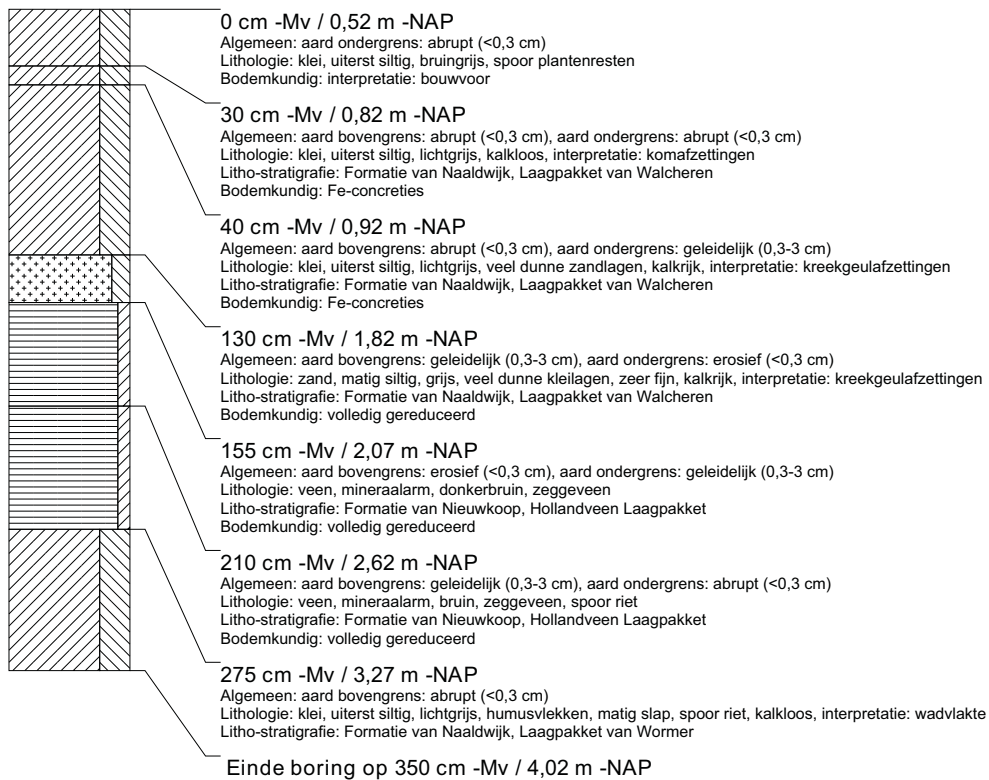 0 cm -Mv / 0,52 m -NAP
Algemeen: aard ondergrens: abrupt (<0,3 cm)
Lithologie: klei, uiterst siltig, bruingrijs, spoor plantenresten
Bodemkundig: interpretatie: bouwvoor
30 cm -Mv / 0,82 m -NAP
Algemeen: aard bovengrens: abrupt (<0,3 cm), aard ondergrens: abrupt (<0,3 cm)
Lithologie: klei, uiterst siltig, lichtgrijs, kalkloos, interpretatie: komafzettingen
Litho-stratigrafie: Formatie van Naaldwijk, Laagpakket van Walcheren
Bodemkundig: Fe-concreties
40 cm -Mv / 0,92 m -NAP
Algemeen: aard bovengrens: abrupt (<0,3 cm), aard ondergrens: geleidelijk (0,3-3 cm)
Lithologie: klei, uiterst siltig, lichtgrijs, veel dunne zandlagen, kalkrijk, interpretatie: kreekgeulafzettingen
Litho-stratigrafie: Formatie van Naaldwijk, Laagpakket van Walcheren
Bodemkundig: Fe-concreties
130 cm -Mv / 1,82 m -NAP
Algemeen: aard bovengrens: geleidelijk (0,3-3 cm), aard ondergrens: erosief (<0,3 cm)
Lithologie: zand, matig siltig, grijs, veel dunne kleilagen, zeer fijn, kalkrijk, interpretatie: kreekgeulafzettingen
Litho-stratigrafie: Formatie van Naaldwijk, Laagpakket van Walcheren
Bodemkundig: volledig gereduceerd
155 cm -Mv / 2,07 m -NAP
Algemeen: aard bovengrens: erosief (<0,3 cm), aard ondergrens: geleidelijk (0,3-3 cm)
Lithologie: veen, mineraalarm, donkerbruin, zeggeveen
Litho-stratigrafie: Formatie van Nieuwkoop, Hollandveen Laagpakket
Bodemkundig: volledig gereduceerd
210 cm -Mv / 2,62 m -NAP
Algemeen: aard bovengrens: geleidelijk (0,3-3 cm), aard ondergrens: abrupt (<0,3 cm)
Lithologie: veen, mineraalarm, bruin, zeggeveen, spoor riet
Litho-stratigrafie: Formatie van Nieuwkoop, Hollandveen Laagpakket
Bodemkundig: volledig gereduceerd
275 cm -Mv / 3,27 m -NAP
Algemeen: aard bovengrens: abrupt (<0,3 cm)
Lithologie: klei, uiterst siltig, lichtgrijs, humusvlekken, matig slap, spoor riet, kalkloos, interpretatie: wadvlakte
Litho-stratigrafie: Formatie van Naaldwijk, Laagpakket van Wormer
Einde boring op 350 cm -Mv / 4,02 m -NAP